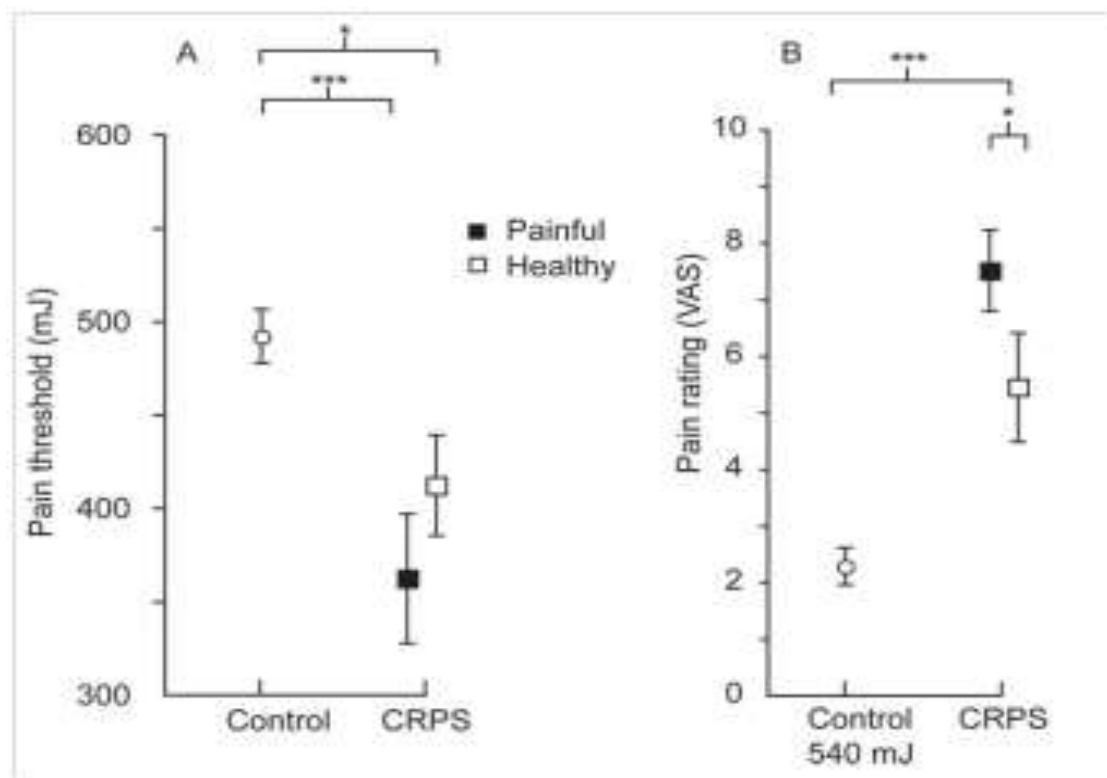 A
*
***
600
500
400
300
Pain threshold (mJ)
Painful
Healthy
Control
CRPS
B
***
*
10
8
6
4
2
0
Pain rating (VAS)
Control
540 mJ
CRPS